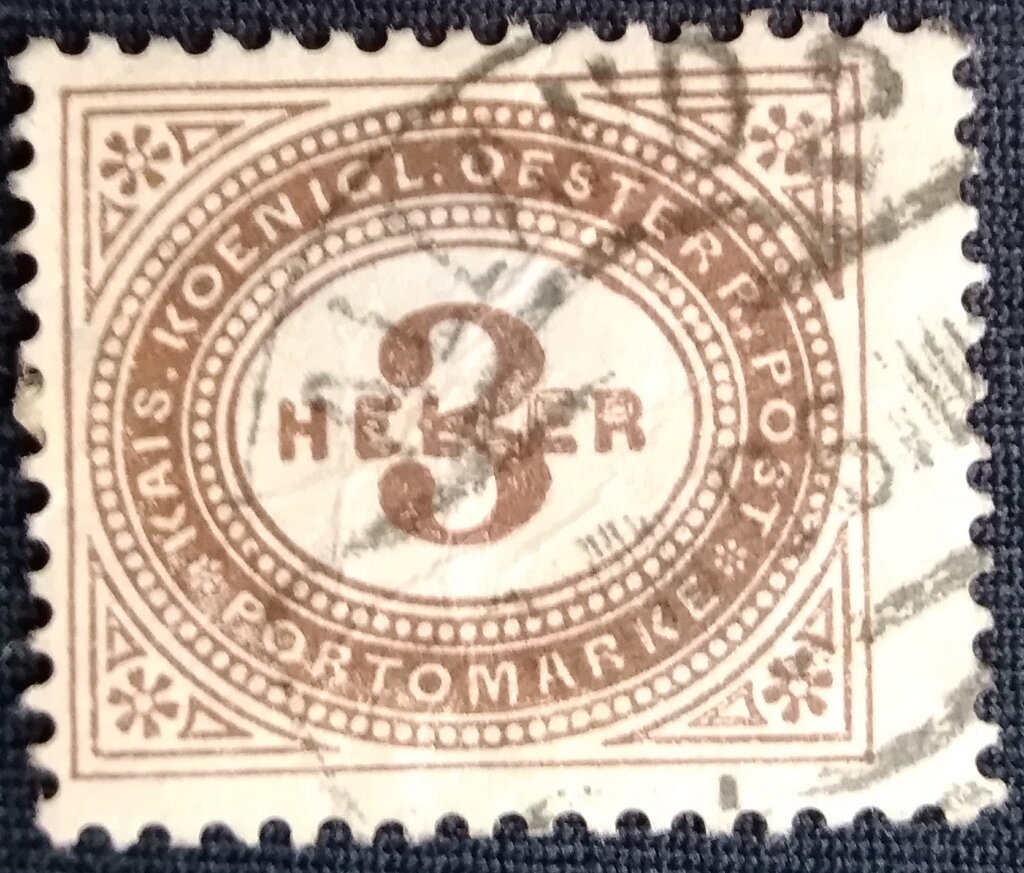 KAIS. KOENIGL. OESTERR. POST
3
HELLER
PORTOMARKE